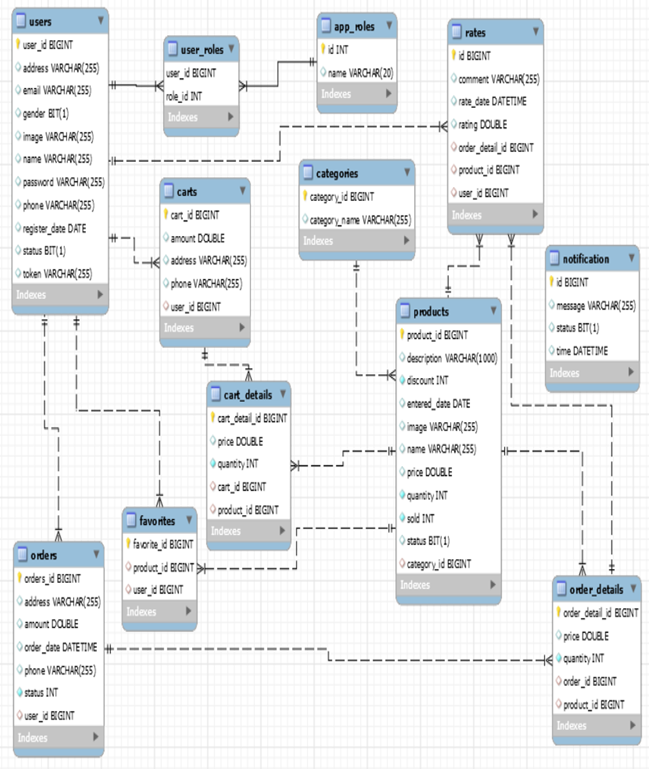 users
user_id BIGINT
address VARCHAR(255)
email VARCHAR(255)
gender BIT(1)
image VARCHAR(255)
name VARCHAR(255)
password VARCHAR(255)
phone VARCHAR(255)
register_date DATE
status BIT(1)
token VARCHAR(255)
Indexes
user_roles
user_id BIGINT
role_id INT
Indexes
app_roles
id INT
name VARCHAR(20)
Indexes
rates
id BIGINT
comment VARCHAR(255)
rate_date DATETIME
rating DOUBLE
order_detail_id BIGINT
product_id BIGINT
user_id BIGINT
Indexes
carts
cart_id BIGINT
amount DOUBLE
address VARCHAR(255)
phone VARCHAR(255)
user_id BIGINT
Indexes
categories
category_id BIGINT
category_name VARCHAR(255)
Indexes
notification
id BIGINT
message VARCHAR(255)
status BIT(1)
time DATETIME
Indexes
products
product_id BIGINT
description VARCHAR(1000)
discount INT
entered_date DATE
image VARCHAR(255)
name VARCHAR(255)
price DOUBLE
quantity INT
sold INT
status BIT(1)
category_id BIGINT
Indexes
cart_details
cart_detail_id BIGINT
price DOUBLE
quantity INT
cart_id BIGINT
product_id BIGINT
Indexes
favorites
favorite_id BIGINT
product_id BIGINT
user_id BIGINT
Indexes
orders
orders_id BIGINT
address VARCHAR(255)
amount DOUBLE
order_date DATETIME
phone VARCHAR(255)
status INT
user_id BIGINT
Indexes
order_details
order_detail_id BIGINT
price DOUBLE
quantity INT
order_id BIGINT
product_id BIGINT
Indexes